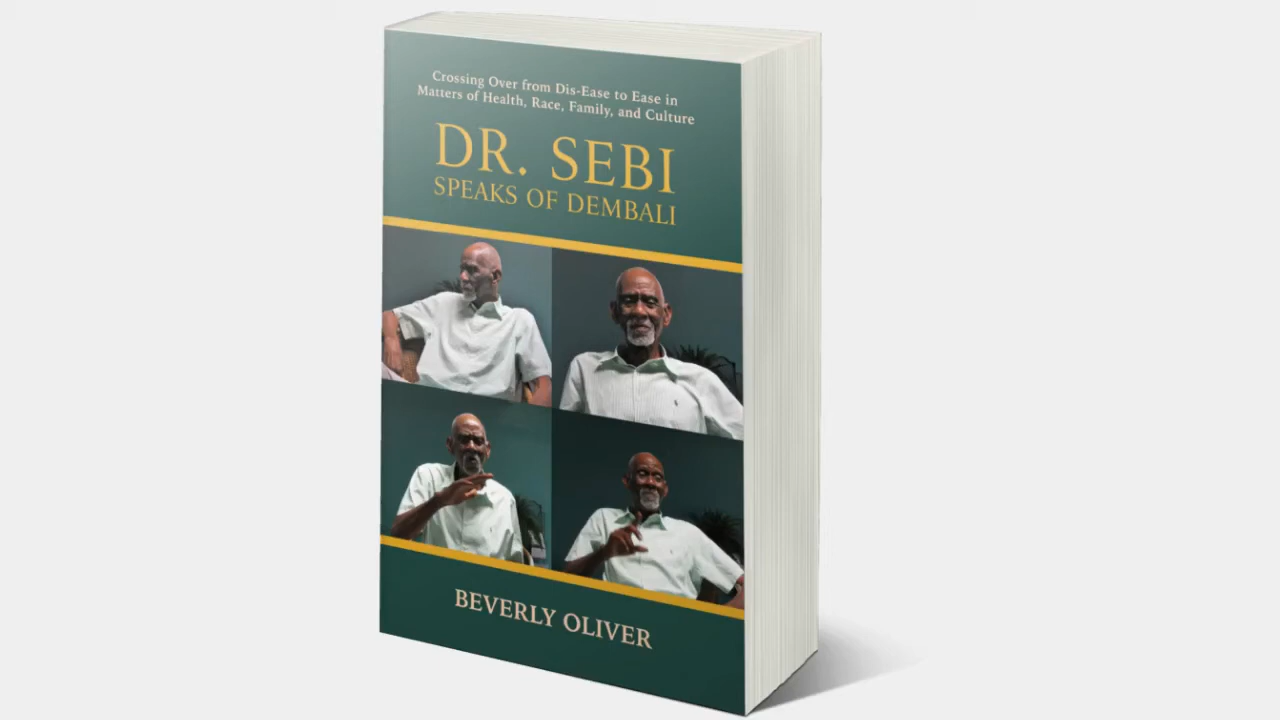 Crossing Over from Dis-Ease to Ease in
Matters of Health, Race, Family, and Culture
DR. SEBI
SPEAKS OF DEMBALI
BEVERLY OLIVER